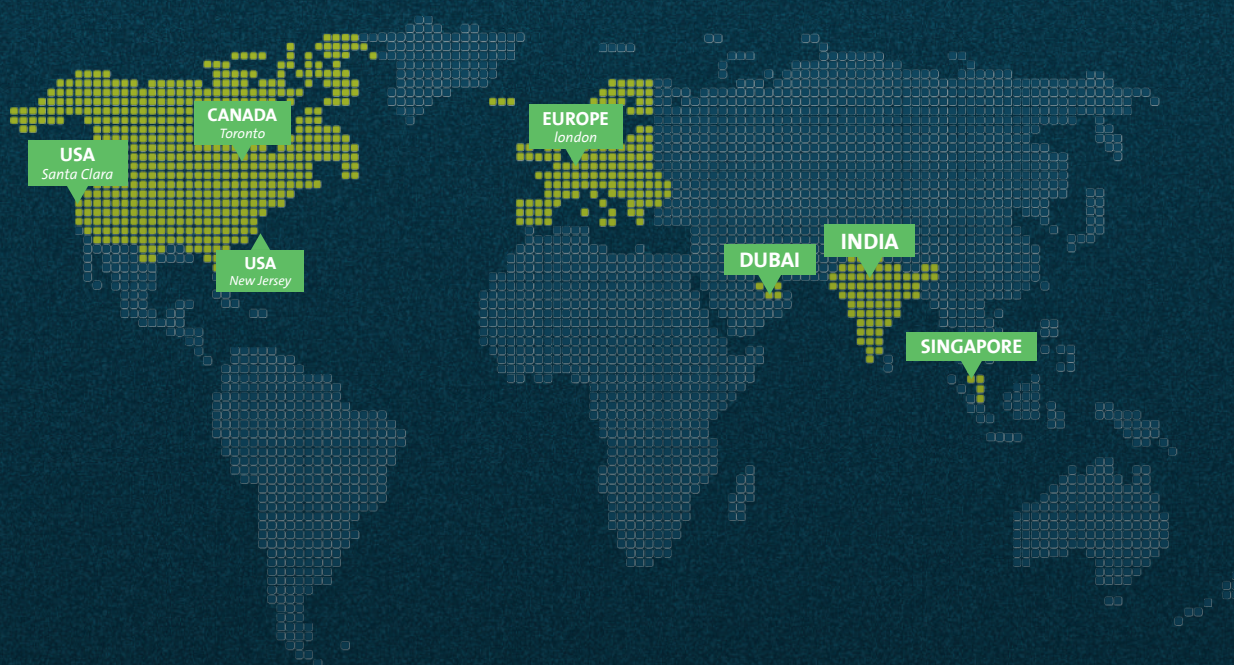 CANADA
Toronto
USA
Santa Clara
EUROPE
london
USA
New Jersey
DUBAI
INDIA
SINGAPORE